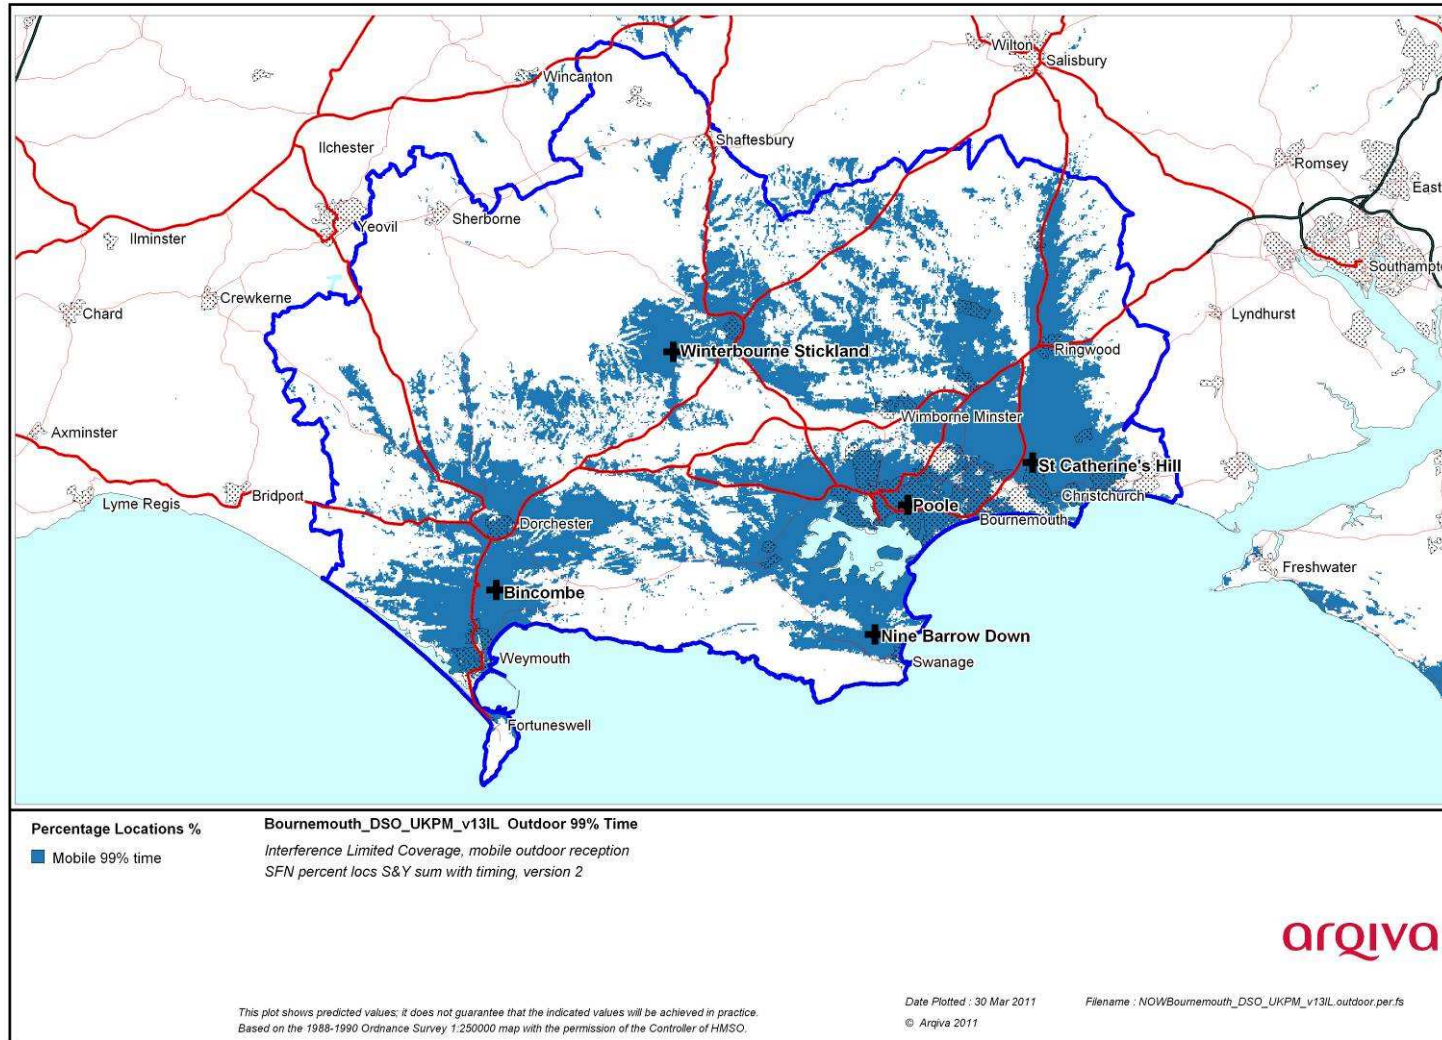 Wilton
Salisbury
Wincanton
Shaftesbury
Ilchester
Romsey
East
Yeovil
Sherborne
Ilminster
Southampto
Crewkerne
Chard
Lyndhurst
Winterbourne Stickland
Ringwood
Wimborne Minster
Axminster
St Catherine's Hill
Lyme Regis
Bridport
Christchurch
Poole
Dorchester
Bournemouth
Freshwater
Bincombe
Nine Barrow Down
Weymouth
Swanage
Fortuneswell
Percentage Locations %
Mobile 99% time
Bournemouth_DSO_UKPM_v13IL Outdoor 99% Time
Interference Limited Coverage, mobile outdoor reception
SFN percent locs S&Y sum with timing, version 2
arqiva
This plot shows predicted values; it does not guarantee that the indicated values will be achieved in practice.
Based on the 1988-1990 Ordnance Survey 1:250000 map with the permission of the Controller of HMSO.
Date Plotted : 30 Mar 2011
© Arqiva 2011
Filename : NOWBournemouth_DSO_UKPM_v13IL.outdoor.per.fs